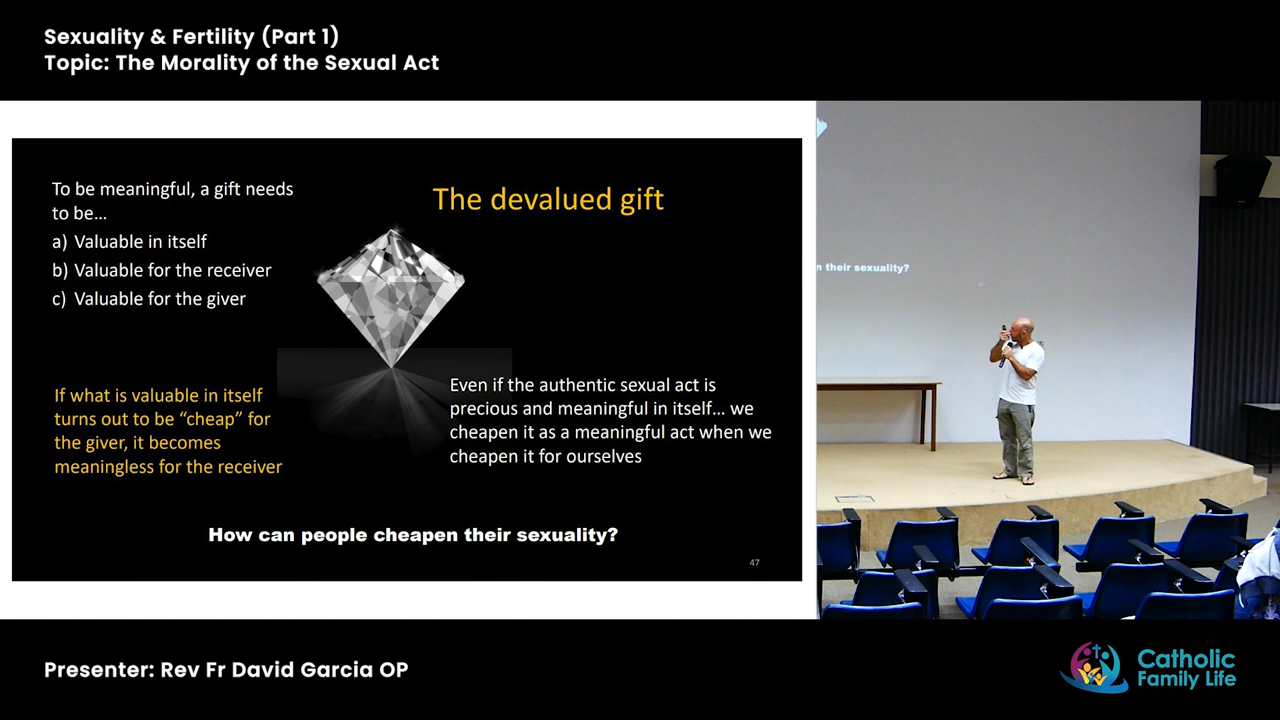 Sexuality & Fertility (Part 1)
Topic: The Morality of the Sexual Act
To be meaningful, a gift needs
to be...
a) Valuable in itself
b) Valuable for the receiver
c) Valuable for the giver
The devalued gift
If what is valuable in itself
turns out to be “cheap” for
the giver, it becomes
meaningless for the receiver
Even if the authentic sexual act is
precious and meaningful in itself... we
cheapen it as a meaningful act when we
cheapen it for ourselves
How can people cheapen their sexuality?
47
n their sexuality?
Presenter: Rev Fr David Garcia OP
Catholic
Family Life